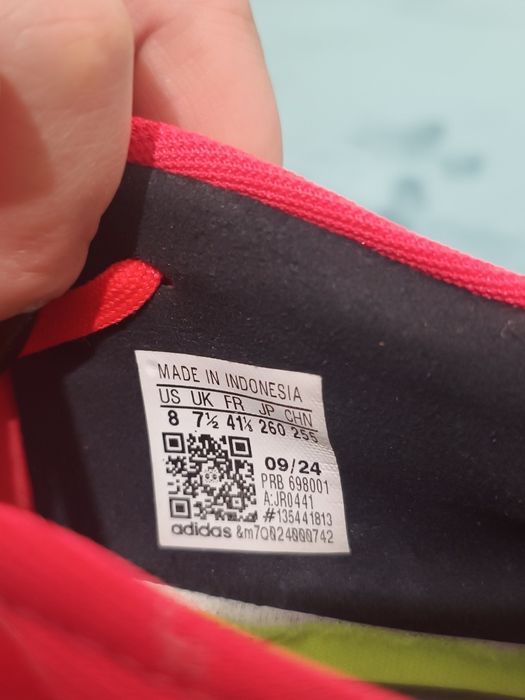 MADE IN INDONESIA
US UK FR JP CHN
8 7½ 41⅓ 260 255
09/24
PRB 698001
A:JR0441
#135441813
adidas &m70024000742